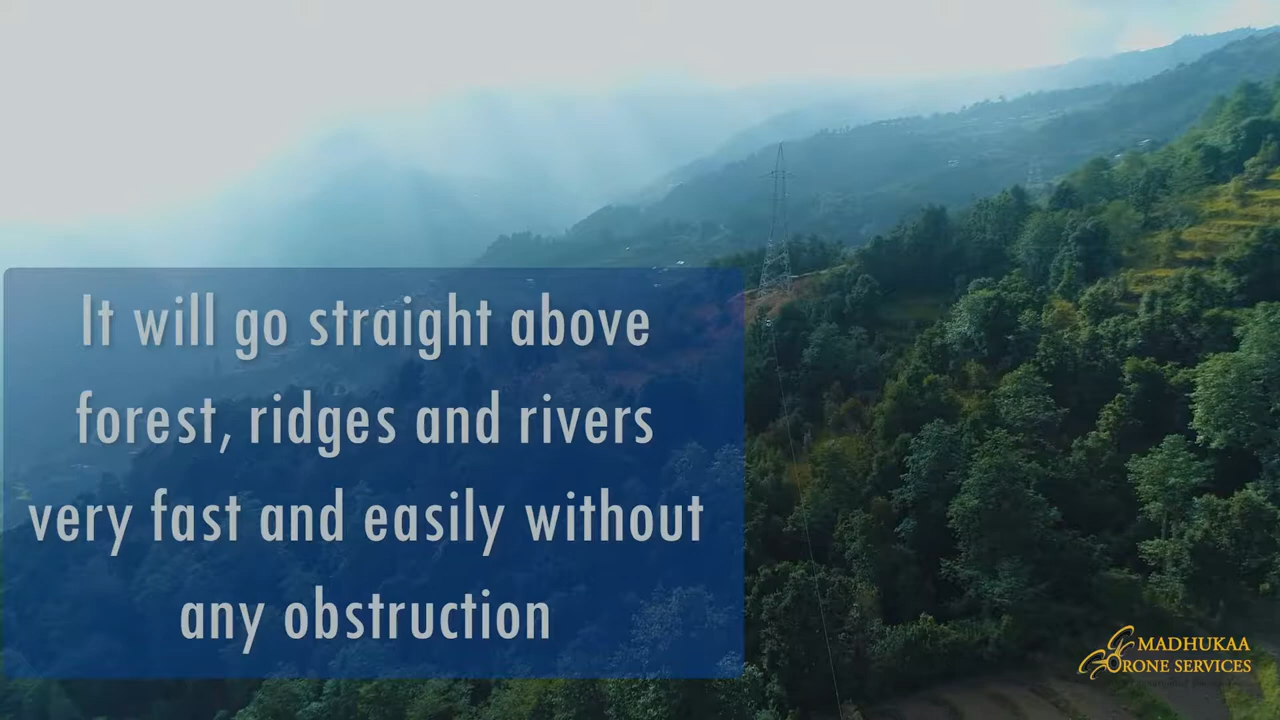 It will go straight above
forest, ridges and rivers
very fast and easily without
any obstruction
MADHUKAA
DRONE SERVICES